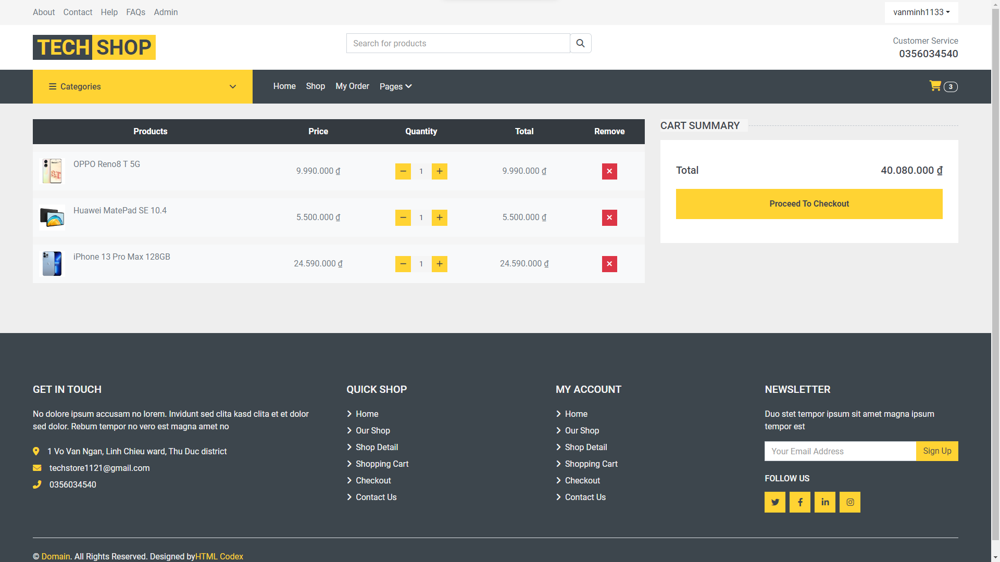 About Contact Help FAQs Admin
vanminh1133
TECH SHOP
Search for products
Customer Service
0356034540
Categories
Home Shop My Order Pages
3
Products Price Quantity Total Remove
OPPO Reno8 T 5G
9.990.000 ₫ 1 9.990.000 ₫
Huawei MatePad SE 10.4
5.500.000 ₫ 1 5.500.000 ₫
iPhone 13 Pro Max 128GB
24.590.000 ₫ 1 24.590.000 ₫
CART SUMMARY
Total 40.080.000 ₫
Proceed To Checkout
GET IN TOUCH
No dolore ipsum accusam no lorem. Invidunt sed clita kasd clita et et dolor
sed dolor. Rebum tempor no vero est magna amet no
1 Vo Van Ngan, Linh Chieu ward, Thu Duc district
techstore1121@gmail.com
0356034540
QUICK SHOP
Home
Our Shop
Shop Detail
Shopping Cart
Checkout
Contact Us
MY ACCOUNT
Home
Our Shop
Shop Detail
Shopping Cart
Checkout
Contact Us
NEWSLETTER
Duo stet tempor ipsum sit amet magna ipsum
tempor est
Your Email Address Sign Up
FOLLOW US
© Domain. All Rights Reserved. Designed byHTML Codex